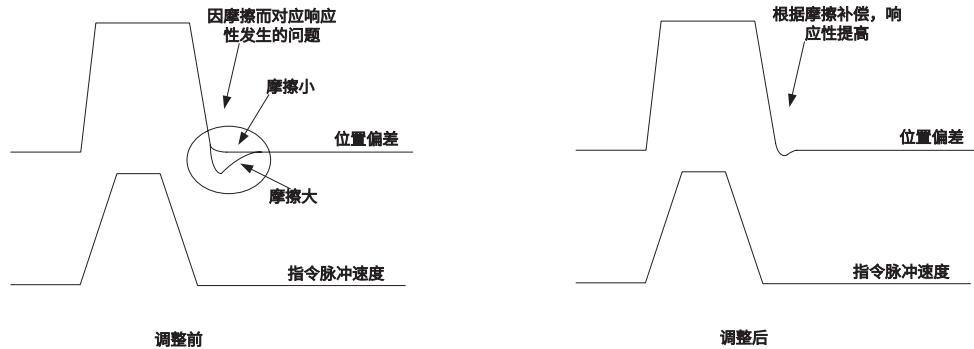 因摩擦而对应响应
性发生的问题
摩擦小
位置偏差
摩擦大
指令脉冲速度
调整前
根据摩擦补偿，响
应性提高
位置偏差
指令脉冲速度
调整后